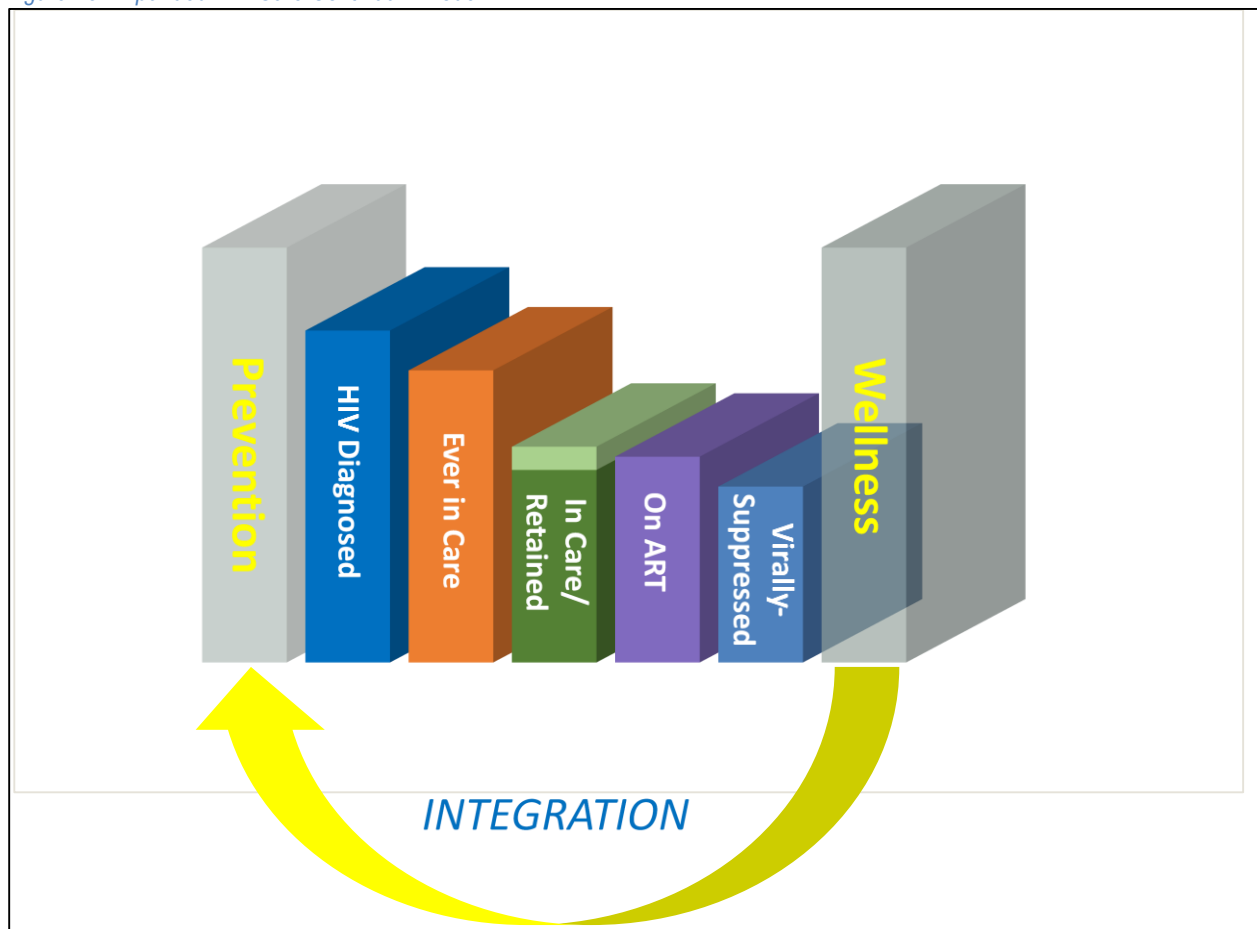 Prevention
HIV Diagnosed
Ever in Care
In Care/
Retained
On ART
Virally-
Suppressed
Wellness
INTEGRATION